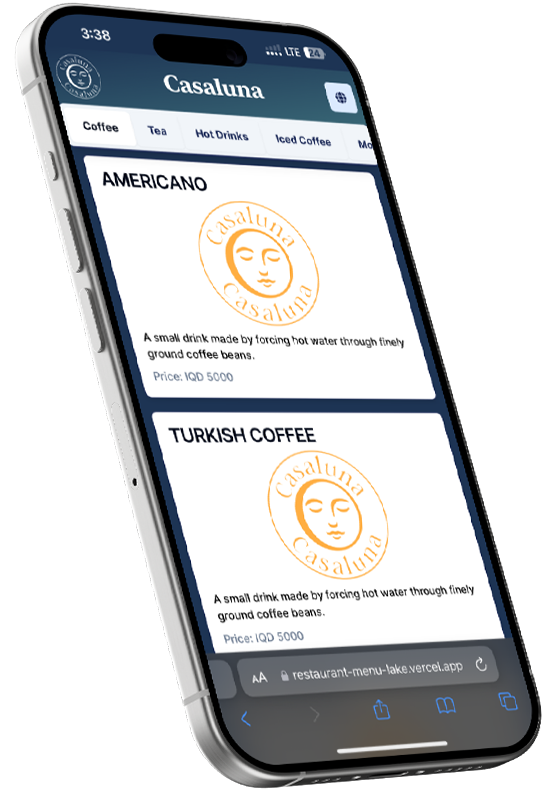 3:38
LTE 24
Casaluna
Casaluna
Casaluna
Coffee Tea Hot Drinks Iced Coffee Mo
AMERICANO
Casaluna
Casaluna
A small drink made by forcing hot water through finely
ground coffee beans.
Price: IQD 5000
TURKISH COFFEE
Casaluna
Casaluna
A small drink made by forcing hot water through finely
ground coffee beans.
Price: IQD 5000
AA restaurant-menu-lake.vercel.app